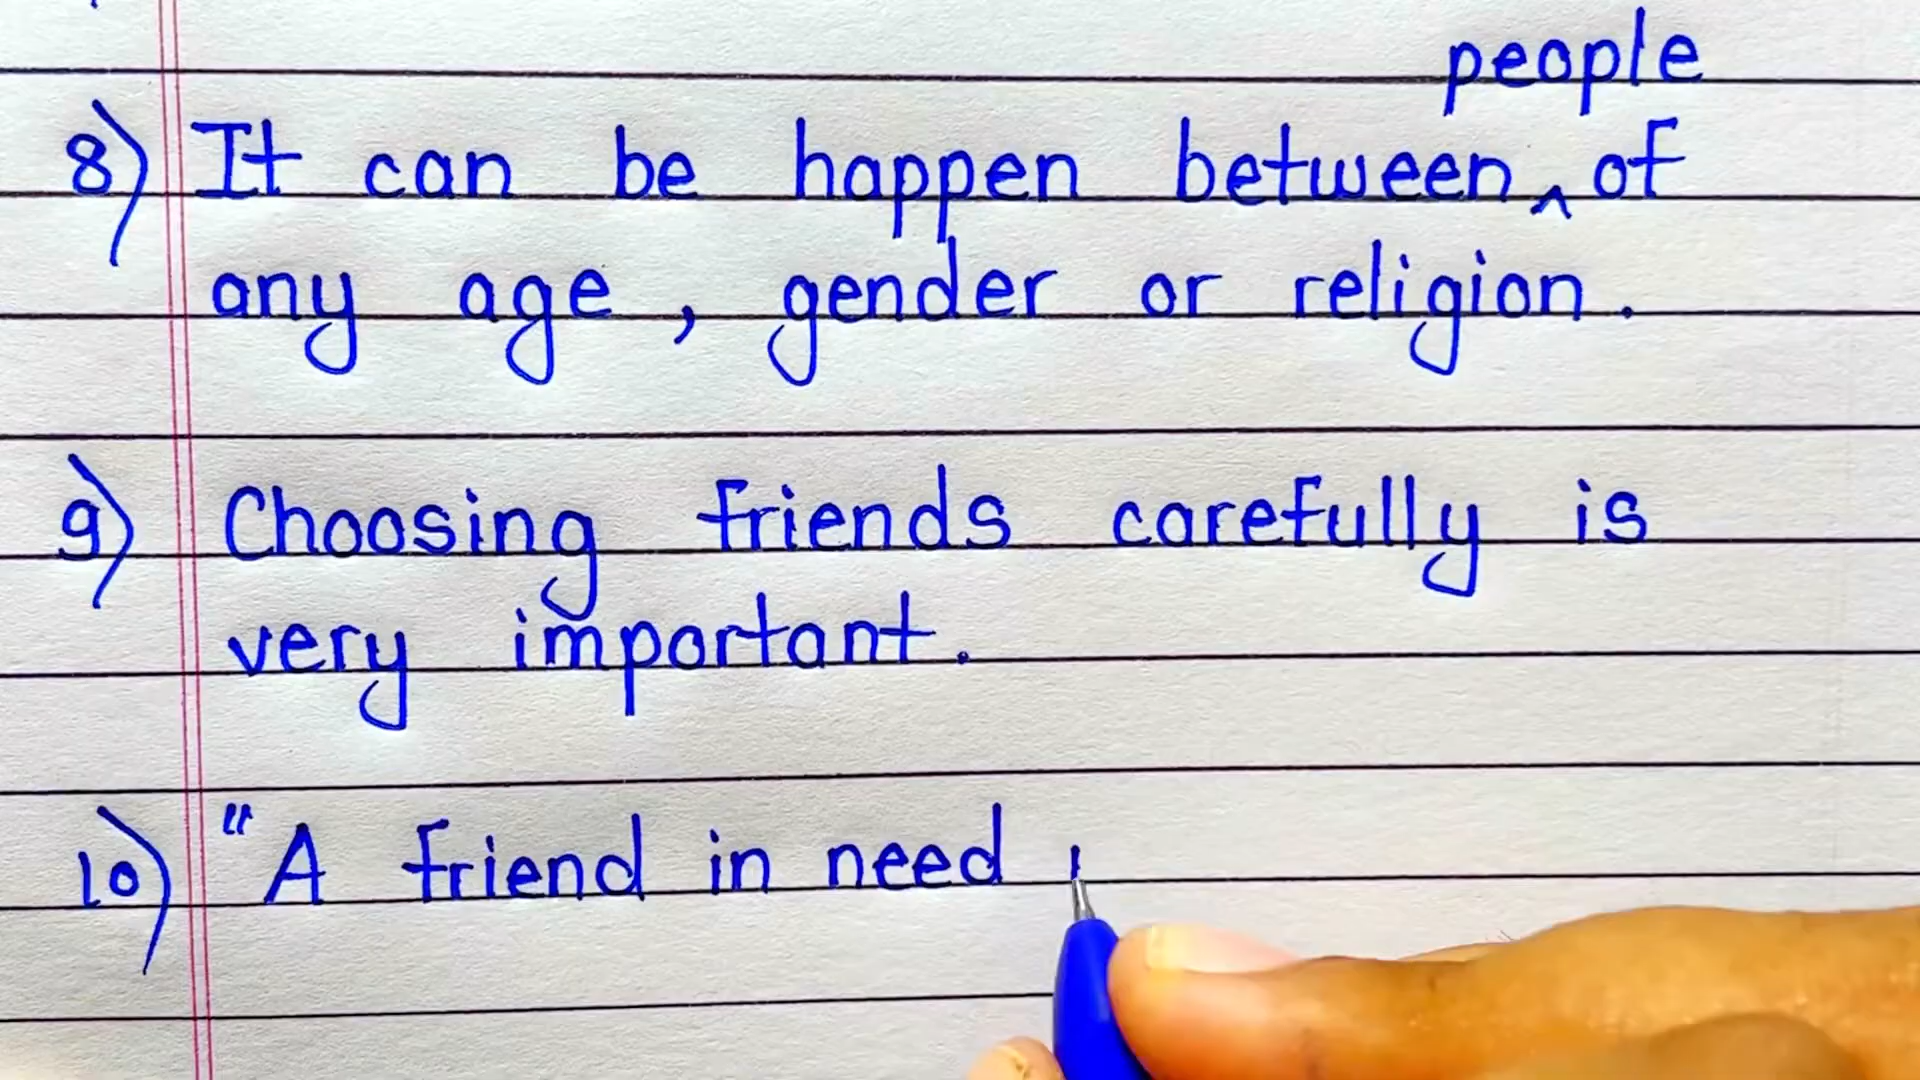 people
8) It can be happen between ^ of
any age, gender or religion.
9) Choosing friends carefully is
very important.
10) "A friend in need